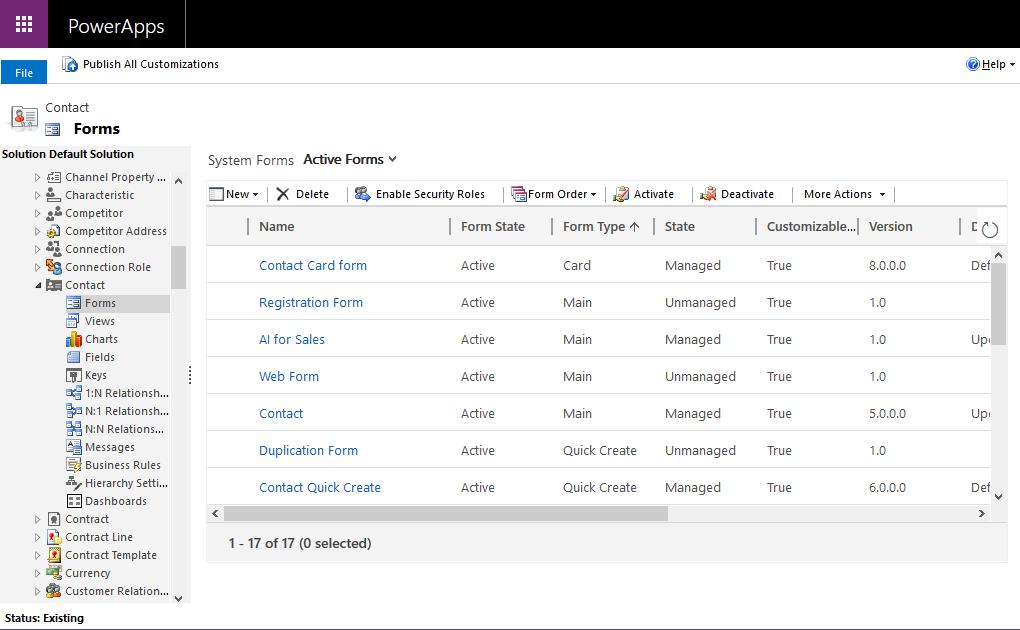 PowerApps
File
Publish All Customizations
Help
Contact
Forms
Solution Default Solution
Channel Property ...
Characteristic
Competitor
Competitor Address
Connection
Connection Role
Contact
Forms
Views
Charts
Fields
Keys
1:N Relationsh...
N:1 Relationsh...
N:N Relations...
Messages
Business Rules
Hierarchy Setti...
Dashboards
Contract
Contract Line
Contract Template
Currency
Customer Relation...
System Forms Active Forms
New Delete Enable Security Roles Form Order Activate Deactivate More Actions
Name Form State Form Type ↑ State Customizable... Version D
Contact Card form Active Card Managed True 8.0.0.0 Def
Registration Form Active Main Unmanaged True 1.0
AI for Sales Active Main Managed True 1.0 Up
Web Form Active Main Unmanaged True 1.0
Contact Active Main Managed True 5.0.0.0 Up
Duplication Form Active Quick Create Unmanaged True 1.0
Contact Quick Create Active Quick Create Managed True 6.0.0.0 Def
1 - 17 of 17 (0 selected)
Status: Existing